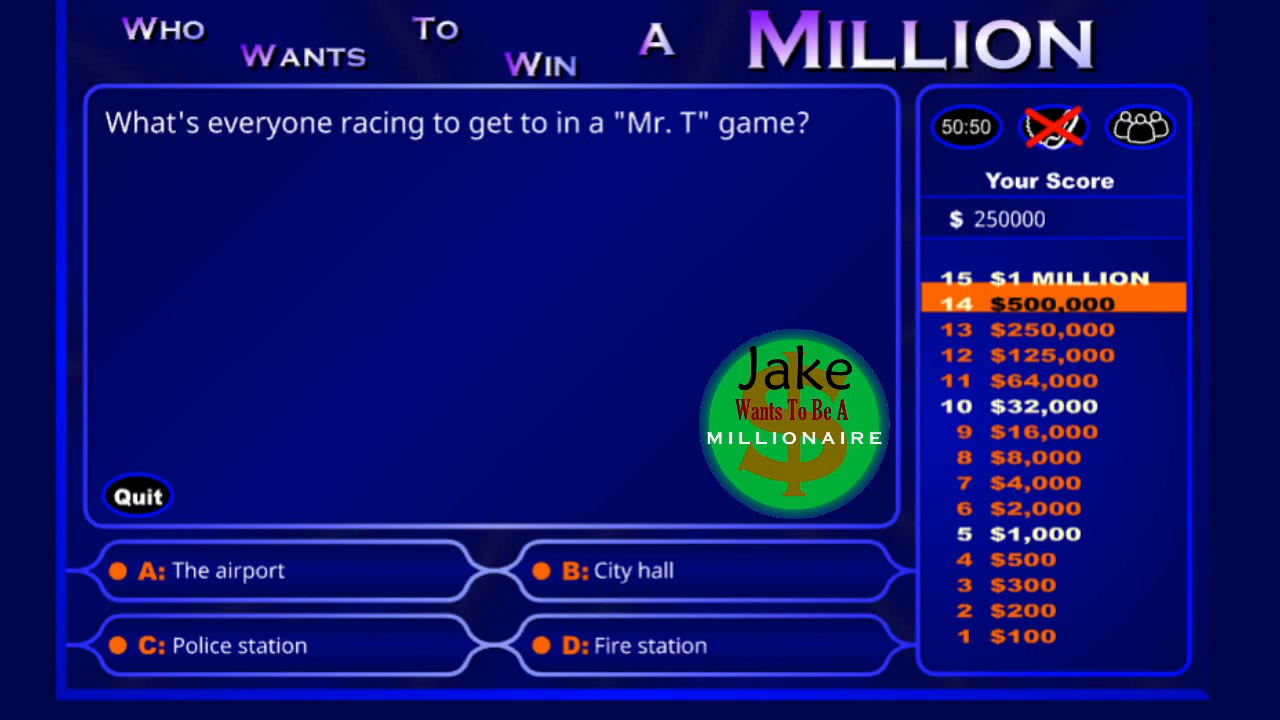 WHO WANTS TO WIN A MILLION
What's everyone racing to get to in a "Mr. T" game?
50:50
Your Score
$ 250000
15 $1 MILLION
14 $500,000
13 $250,000
12 $125,000
11 $64,000
10 $32,000
9 $16,000
8 $8,000
7 $4,000
6 $2,000
5 $1,000
4 $500
3 $300
2 $200
1 $100
Jake
Wants To Be A
MILLIONAIRE
$
Quit
A: The airport
B: City hall
C: Police station
D: Fire station